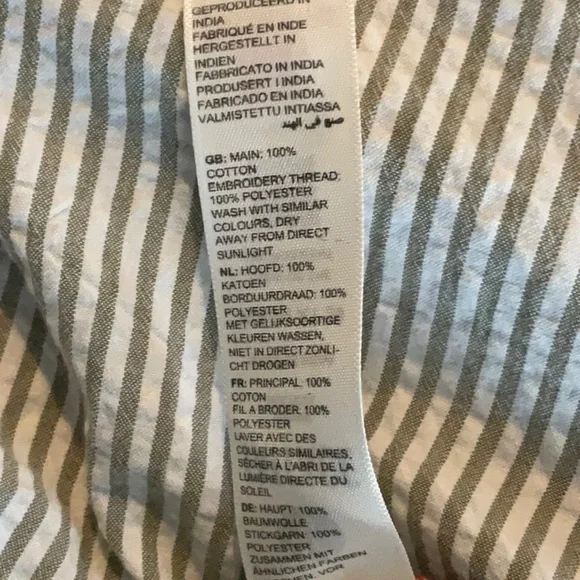 GEPRODUCEERD IN
INDIA
FABRIQUÉ EN INDE
HERGESTELLT IN
INDIEN
FABBRICATO IN INDIA
PRODUSERT I INDIA
FABRICADO EN INDIA
VALMISTETTU INTIASSA
صنع في الهند
GB: MAIN: 100%
COTTON
EMBROIDERY THREAD:
100% POLYESTER
WASH WITH SIMILAR
COLOURS, DRY
AWAY FROM DIRECT
SUNLIGHT
NL: HOOFD: 100%
KATOEN
BORDUURDRAAD: 100%
POLYESTER
MET GELIJKSOORTIGE
KLEUREN WASSEN,
NIET IN DIRECT ZONLI-
CHT DROGEN
FR: PRINCIPAL: 100%
COTON
FIL A BRODER: 100%
POLYESTER
LAVER AVEC DES
COULEURS SIMILAIRES,
SÉCHER À L'ABRI DE LA
LUMIÈRE DIRECTE DU
SOLEIL
DE: HAUPT: 100%
BAUMWOLLE
STICKGARN: 100%
POLYESTER
ZUSAMMEN MIT
ÄHNLICHEN FARBEN
VOR